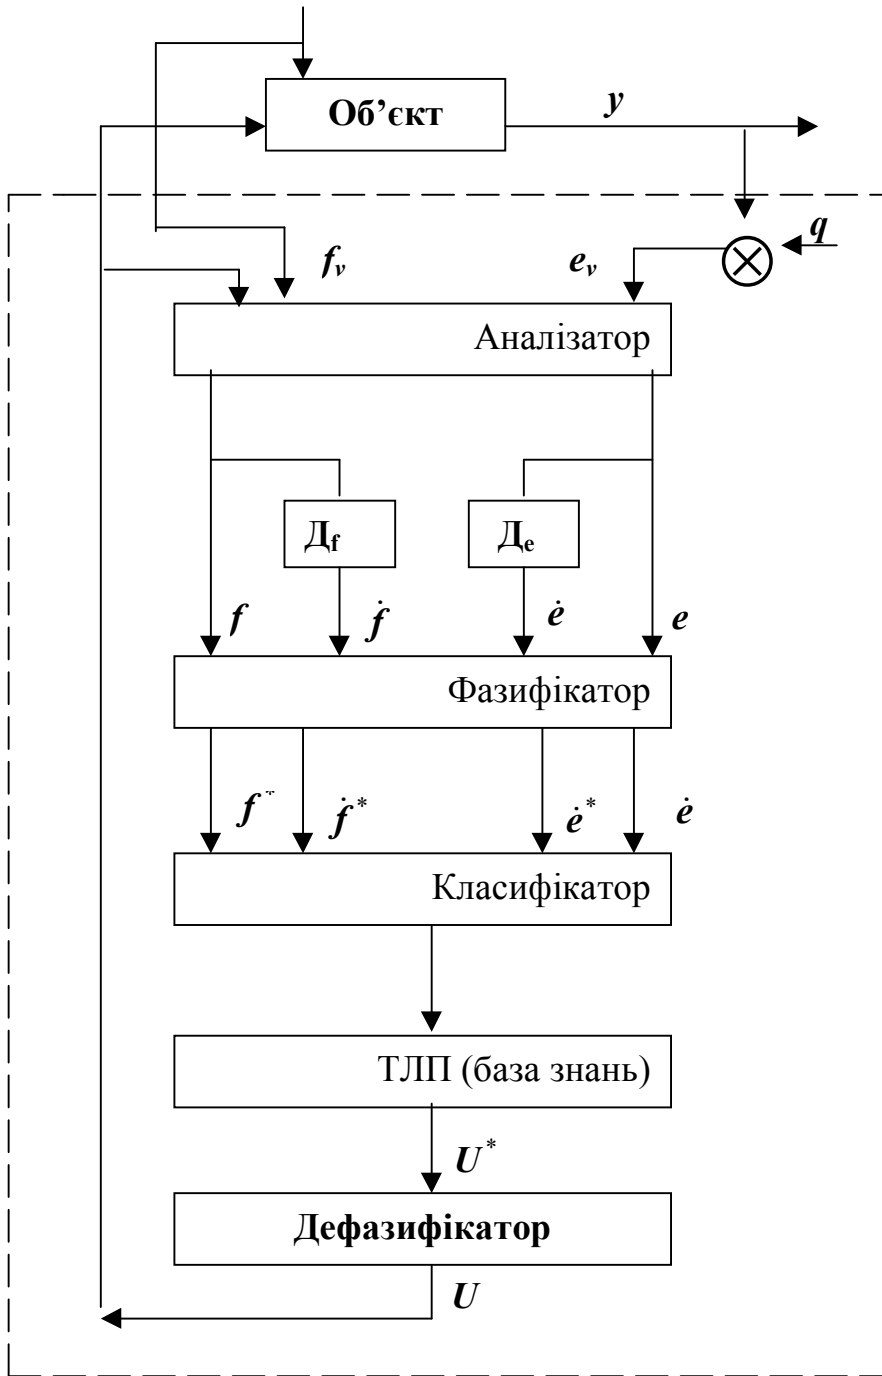 Об’єкт
y
q
f_v
e_v
Аналізатор
Д_f
Д_e
f
ḟ
ė
e
Фазифікатор
f*
ḟ*
ė*
ė
Класифікатор
ТЛП (база знань)
U*
Дефазифікатор
U